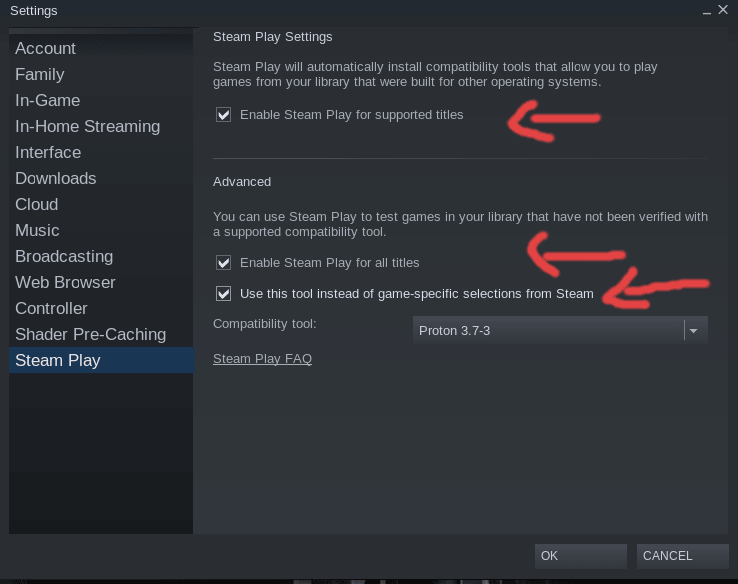 Settings
Account
Family
In-Game
In-Home Streaming
Interface
Downloads
Cloud
Music
Broadcasting
Web Browser
Controller
Shader Pre-Caching
Steam Play
Steam Play Settings
Steam Play will automatically install compatibility tools that allow you to play
games from your library that were built for other operating systems.
Enable Steam Play for supported titles
Advanced
You can use Steam Play to test games in your library that have not been verified with
a supported compatibility tool.
Enable Steam Play for all titles
Use this tool instead of game-specific selections from Steam
Compatibility tool:
Proton 3.7-3
Steam Play FAQ
OK
CANCEL